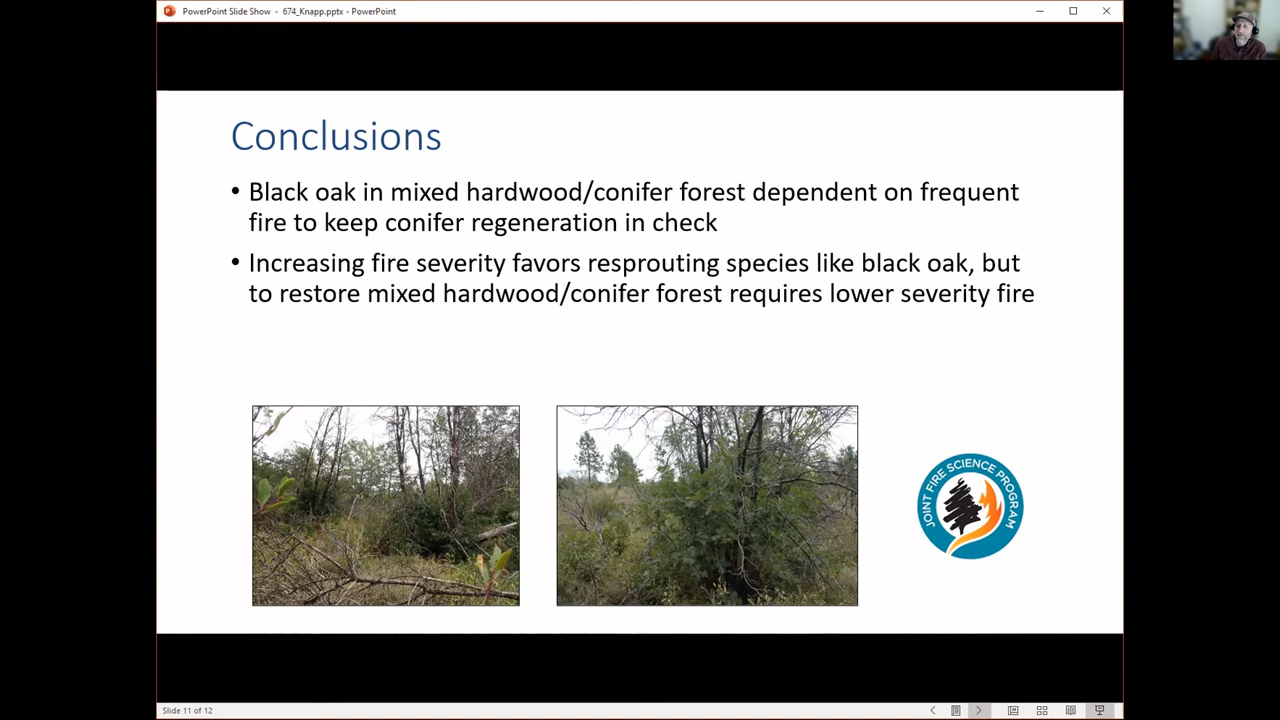 PowerPoint Slide Show - 674_Knapp.pptx - PowerPoint
Conclusions
• Black oak in mixed hardwood/conifer forest dependent on frequent
fire to keep conifer regeneration in check
• Increasing fire severity favors resprouting species like black oak, but
to restore mixed hardwood/conifer forest requires lower severity fire
JOINT FIRE SCIENCE PROGRAM
Slide 11 of 12